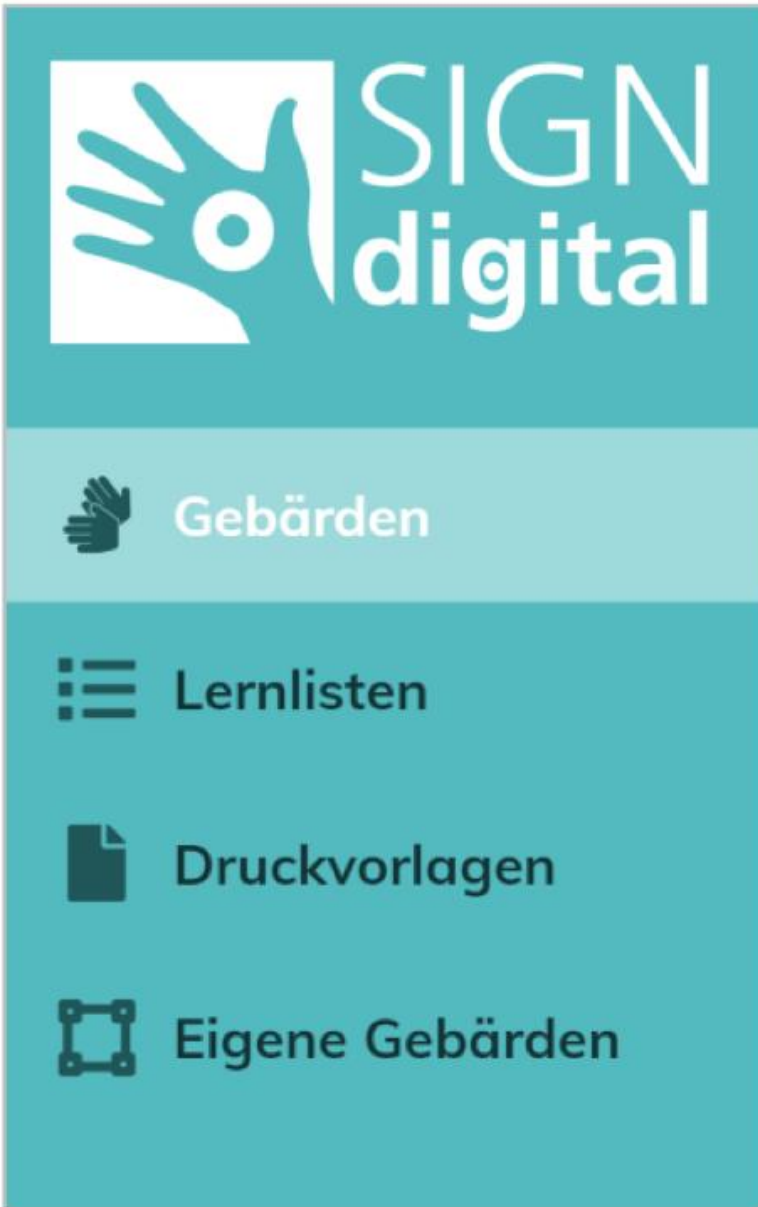 SIGN
digital
Gebärden
Lernlisten
Druckvorlagen
Eigene Gebärden